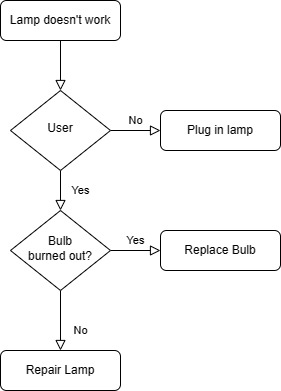 Lamp doesn't work
User
No
Plug in lamp
Yes
Bulb
burned out?
Yes
Replace Bulb
No
Repair Lamp